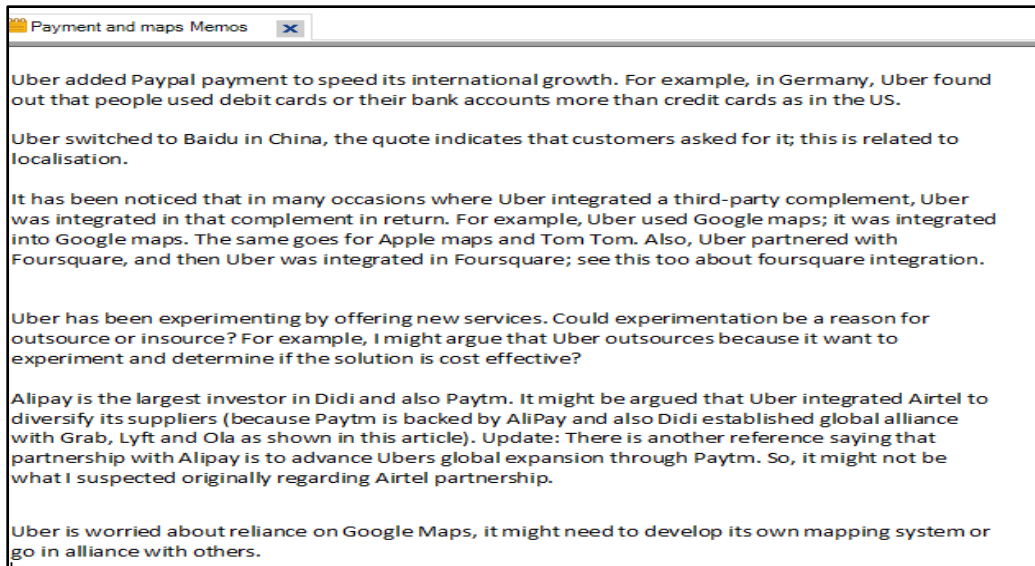 Payment and maps Memos
Uber added Paypal payment to speed its international growth. For example, in Germany, Uber found
out that people used debit cards or their bank accounts more than credit cards as in the US.
Uber switched to Baidu in China, the quote indicates that customers asked for it; this is related to
localisation.
It has been noticed that in many occasions where Uber integrated a third-party complement, Uber
was integrated in that complement in return. For example, Uber used Google maps; it was integrated
into Google maps. The same goes for Apple maps and Tom Tom. Also, Uber partnered with
Foursquare, and then Uber was integrated in Foursquare; see this too about foursquare integration.
Uber has been experimenting by offering new services. Could experimentation be a reason for
outsource or insource? For example, I might argue that Uber outsources because it want to
experiment and determine if the solution is cost effective?
Alipay is the largest investor in Didi and also Paytm. It might be argued that Uber integrated Airtel to
diversify its suppliers (because Paytm is backed by AliPay and also Didi established global alliance
with Grab, Lyft and Ola as shown in this article). Update: There is another reference saying that
partnership with Alipay is to advance Ubers global expansion through Paytm. So, it might not be
what I suspected originally regarding Airtel partnership.
Uber is worried about reliance on Google Maps, it might need to develop its own mapping system or
go in alliance with others.